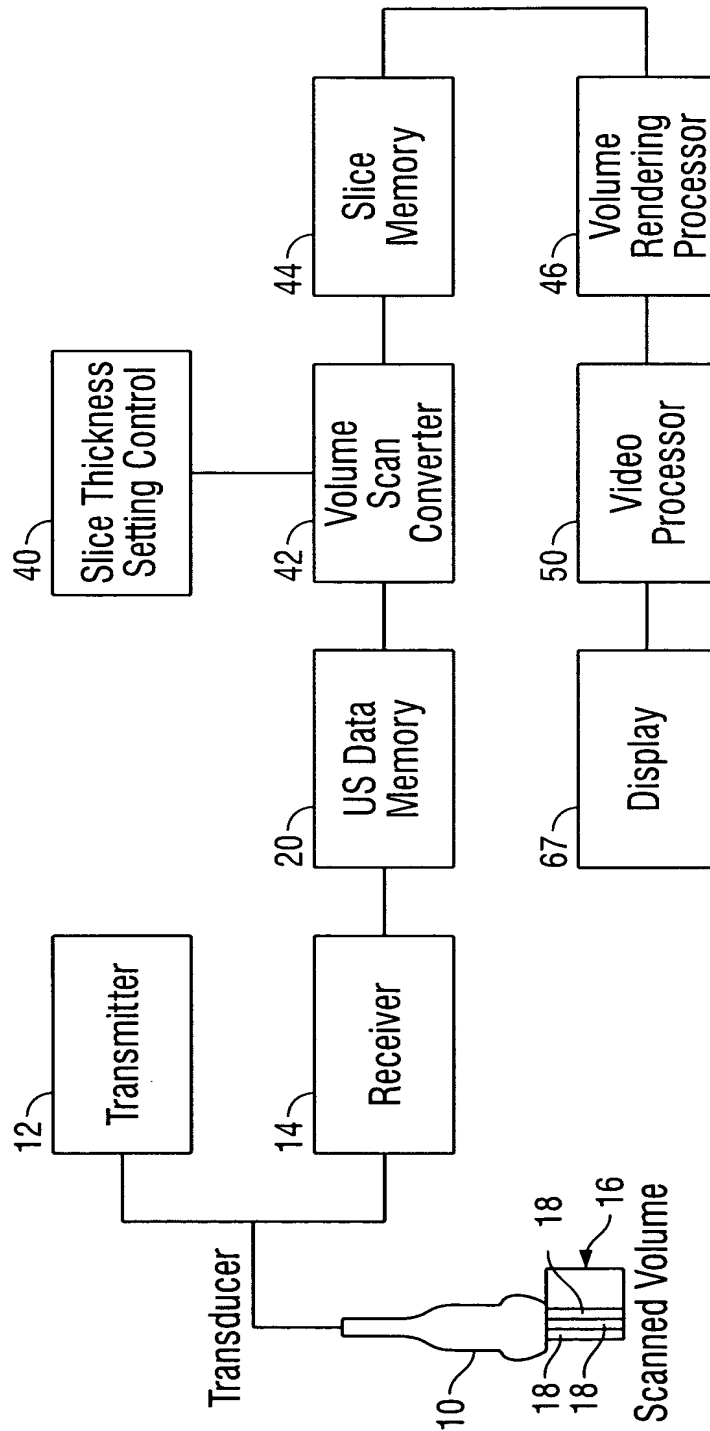 Transducer
10
18
18
18
16
Scanned Volume
12
Transmitter
14
Receiver
20
US Data
Memory
40
Slice Thickness
Setting Control
42
Volume
Scan
Converter
44
Slice
Memory
46
Volume
Rendering
Processor
50
Video
Processor
67
Display